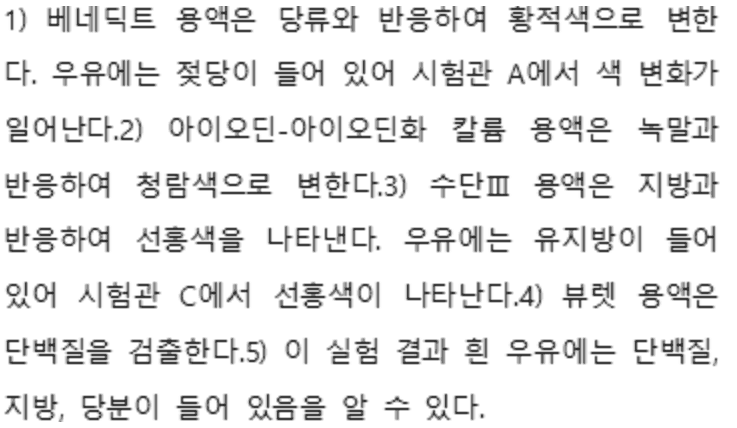 1) 베네딕트 용액은 당류와 반응하여 황적색으로 변한
다. 우유에는 젖당이 들어 있어 시험관 A에서 색 변화가
일어난다.2) 아이오딘-아이오딘화 칼륨 용액은 녹말과
반응하여 청람색으로 변한다.3) 수단Ⅲ 용액은 지방과
반응하여 선홍색을 나타낸다. 우유에는 유지방이 들어
있어 시험관 C에서 선홍색이 나타난다.4) 뷰렛 용액은
단백질을 검출한다.5) 이 실험 결과 흰 우유에는 단백질,
지방, 당분이 들어 있음을 알 수 있다.